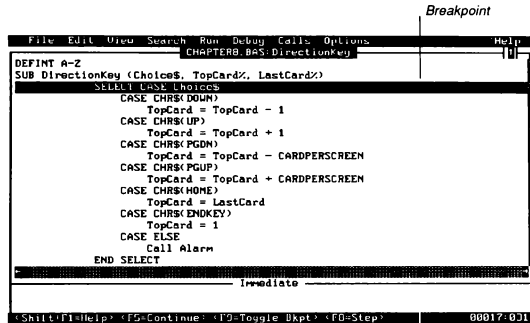 Breakpoint
File Edit View Search Run Debug Calls Options Help
CHAPTER8.BAS:DirectionKey
DEFINT A-Z
SUB DirectionKey (Choice$, TopCard%, LastCard%)
SELECT CASE Choice$
CASE CHR$(DOWN)
TopCard = TopCard - 1
CASE CHR$(UP)
TopCard = TopCard + 1
CASE CHR$(PGDN)
TopCard = TopCard - CARDPERSCREEN
CASE CHR$(PGUP)
TopCard = TopCard + CARDPERSCREEN
CASE CHR$(HOME)
TopCard = LastCard
CASE CHR$(ENDKEY)
TopCard = 1
CASE ELSE
Call Alarm
END SELECT
Immediate
<Shift+F1=Help> <F5=Continue> <F9=Toggle Bkpt> <F8=Step> 00017:031